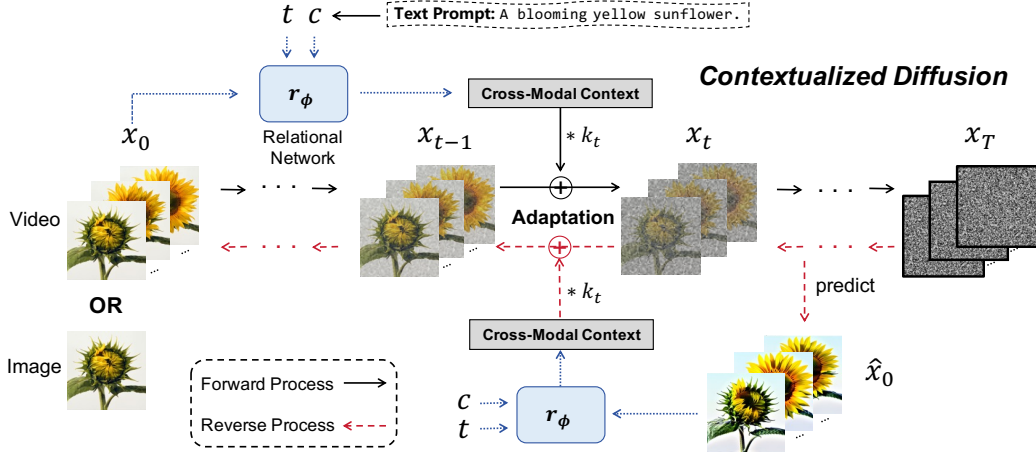 t c
Text Prompt: A blooming yellow sunflower.
Contextualized Diffusion
r_ϕ
Cross-Modal Context
Relational
Network
x_0
x_{t-1}
* k_t
x_t
x_T
Video
. . .
+
. . .
Adaptation
. . .
+
. . .
...
...
...
...
OR
predict
* k_t
Image
Cross-Modal Context
x̂_0
Forward Process
Reverse Process
c
t
r_ϕ
...